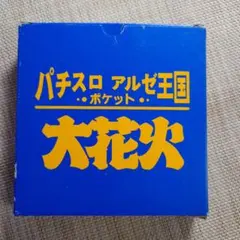 パチスロ アルゼ王国
・ポケット・
大花火